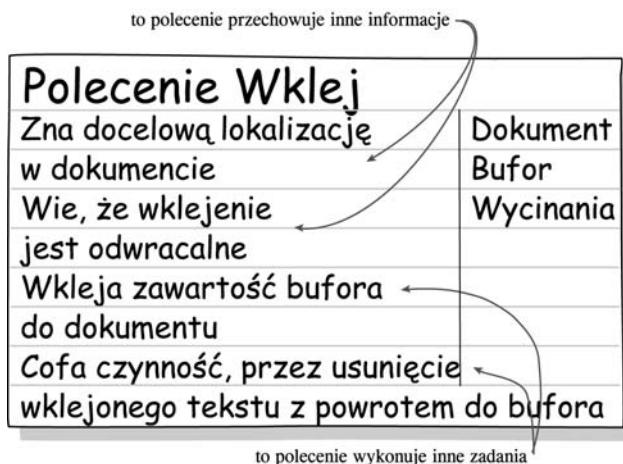 to polecenie przechowuje inne informacje
Polecenie Wklej
Zna docelową lokalizację
w dokumencie
Wie, że wklejenie
jest odwracalne
Wkleja zawartość bufora
do dokumentu
Cofa czynność, przez usunięcie
wklejonego tekstu z powrotem do bufora
Dokument
Bufor
Wycinania
to polecenie wykonuje inne zadania